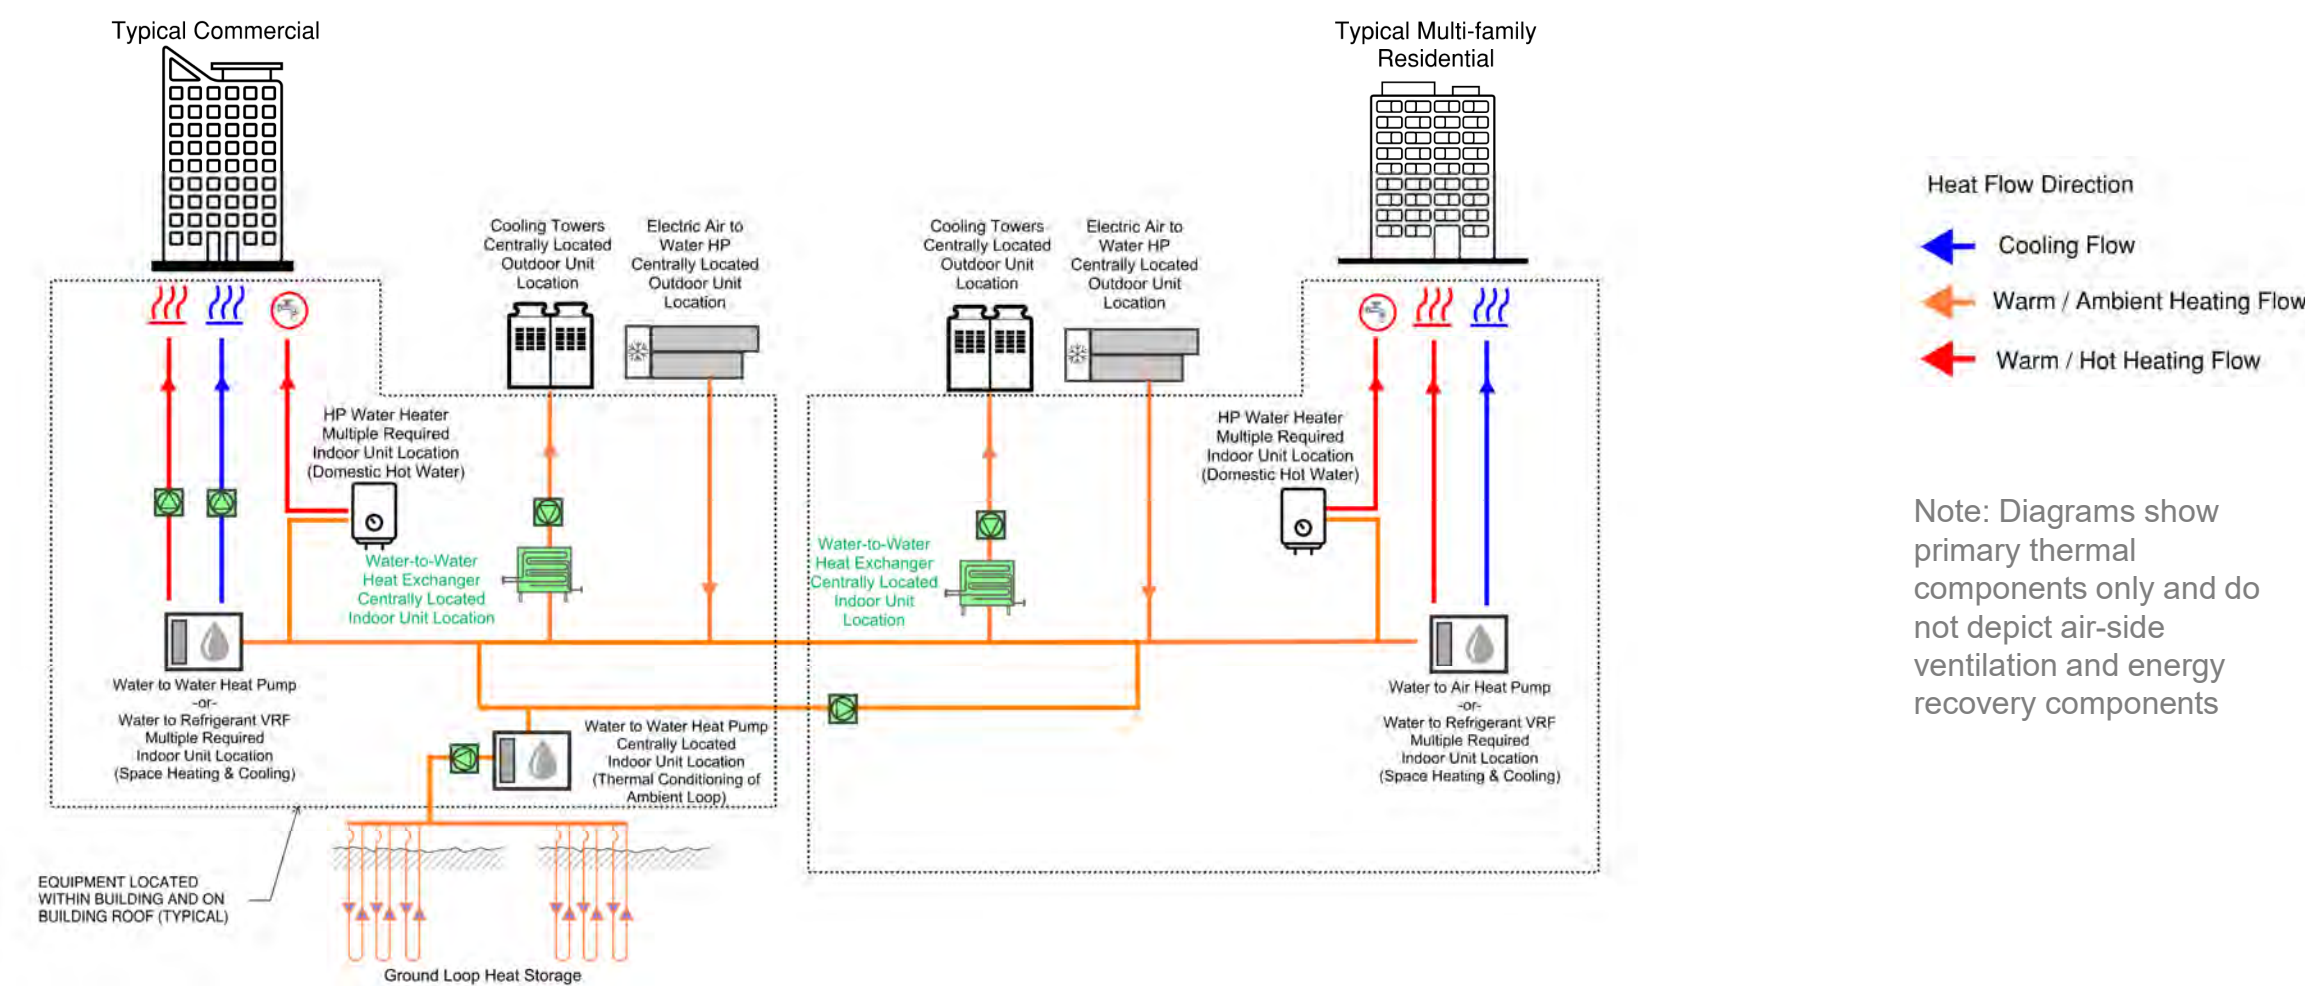 Typical Commercial
Typical Multi-family
Residential
Cooling Towers
Centrally Located
Outdoor Unit
Location
Electric Air to
Water HP
Centrally Located
Outdoor Unit
Location
Cooling Towers
Centrally Located
Outdoor Unit
Location
Electric Air to
Water HP
Centrally Located
Outdoor Unit
Location
HP Water Heater
Multiple Required
Indoor Unit Location
(Domestic Hot Water)
HP Water Heater
Multiple Required
Indoor Unit Location
(Domestic Hot Water)
Water-to-Water
Heat Exchanger
Centrally Located
Indoor Unit Location
Water-to-Water
Heat Exchanger
Centrally Located
Indoor Unit
Location
Water to Water Heat Pump
-or-
Water to Refrigerant VRF
Multiple Required
Indoor Unit Location
(Space Heating & Cooling)
Water to Water Heat Pump
Centrally Located
Indoor Unit Location
(Thermal Conditioning of
Ambient Loop)
Water to Air Heat Pump
-or-
Water to Refrigerant VRF
Multiple Required
Indoor Unit Location
(Space Heating & Cooling)
EQUIPMENT LOCATED
WITHIN BUILDING AND ON
BUILDING ROOF (TYPICAL)
Ground Loop Heat Storage
Heat Flow Direction
Cooling Flow
Warm / Ambient Heating Flow
Warm / Hot Heating Flow
Note: Diagrams show
primary thermal
components only and do
not depict air-side
ventilation and energy
recovery components